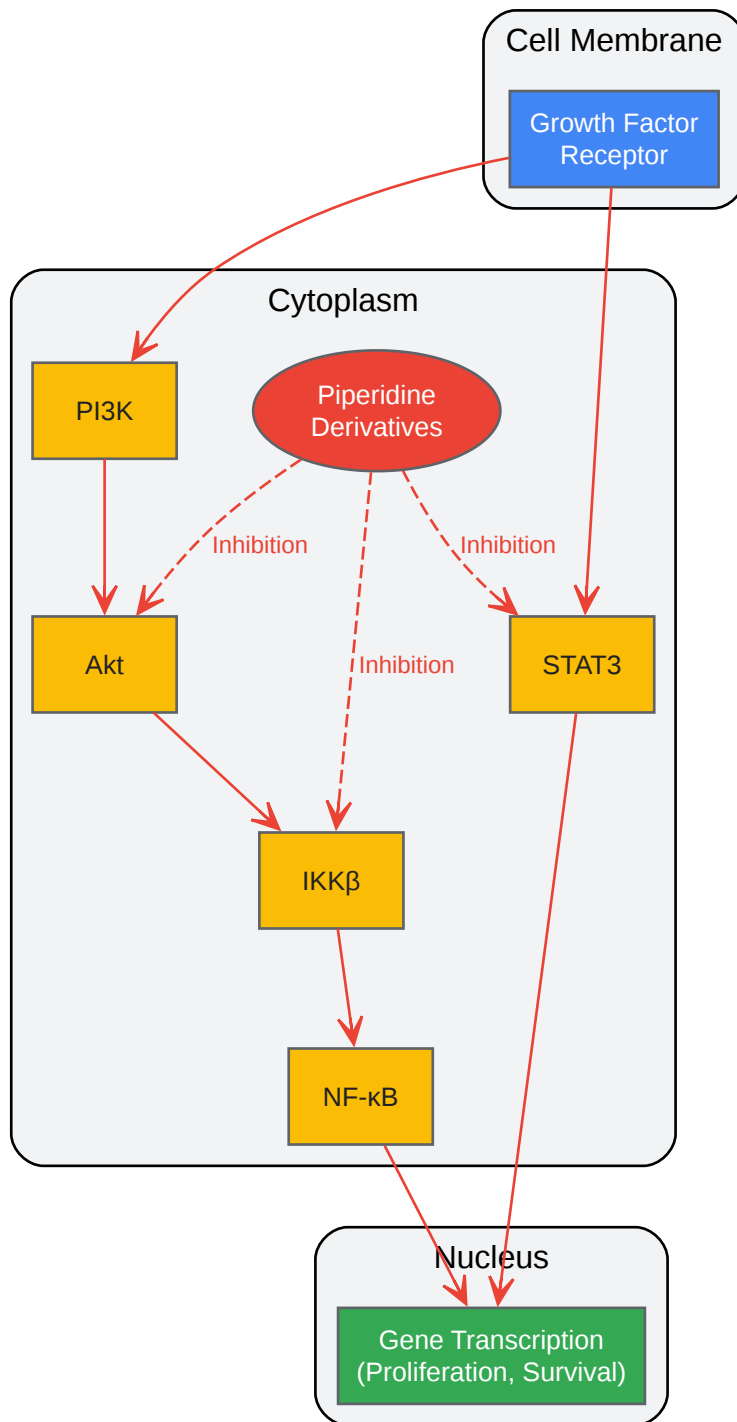 Cell Membrane
Growth Factor
Receptor
Cytoplasm
PI3K
Piperidine
Derivatives
Inhibition
Inhibition
Akt
Inhibition
STAT3
IKKβ
NF-κB
Nucleus
Gene Transcription
(Proliferation, Survival)